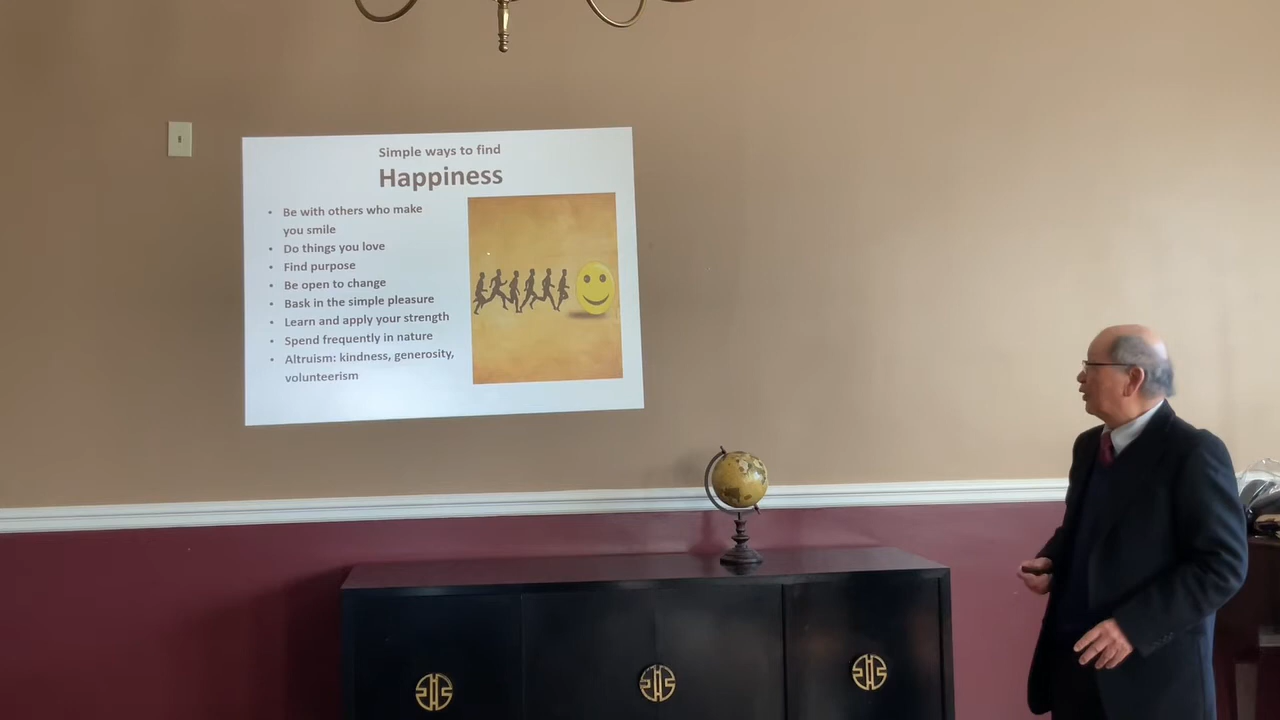 Simple ways to find
Happiness
• Be with others who make
you smile
• Do things you love
• Find purpose
• Be open to change
• Bask in the simple pleasure
• Learn and apply your strength
• Spend frequently in nature
• Altruism: kindness, generosity,
volunteerism